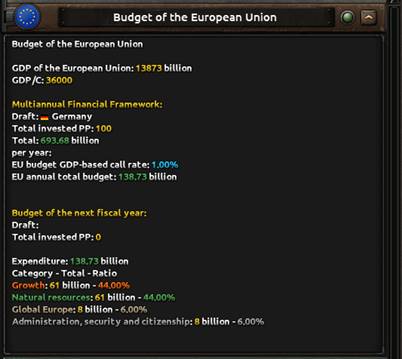 Budget of the European Union
Budget of the European Union
GDP of the European Union: 13873 billion
GDP/C: 36000
Multiannual Financial Framework:
Draft: Germany
Total invested PP: 100
Total: 693,68 billion
per year:
EU budget GDP-based call rate: 1,00%
EU annual total budget: 138,73 billion
Budget of the next fiscal year:
Draft:
Total invested PP: 0
Expenditure: 138,73 billion
Category - Total - Ratio
Growth: 61 billion - 44,00%
Natural resources: 61 billion - 44,00%
Global Europe: 8 billion - 6,00%
Administration, security and citizenship: 8 billion - 6,00%